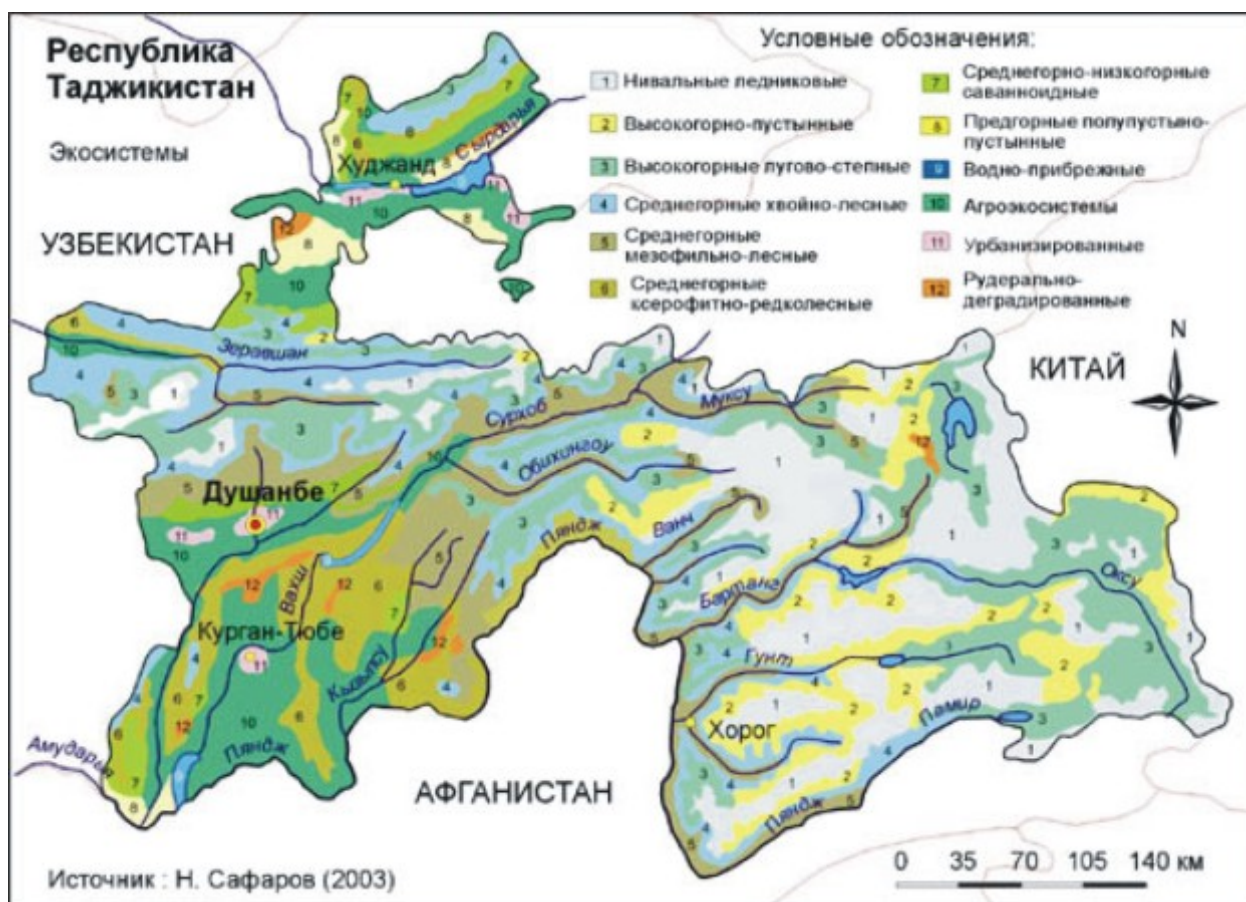 Республика
Таджикистан
Экосистемы
Условные обозначения:
1 Нивальные ледниковые
2 Высокогорно-пустынные
3 Высокогорные лугово-степные
4 Среднегорные хвойно-лесные
5 Среднегорные
мезофильно-лесные
6 Среднегорные
ксерофитно-редколесные
7 Среднегорно-низкогорные
саванноидные
8 Предгорные полупустынно-
пустынные
9 Водно-прибрежные
10 Агроэкосистемы
11 Урбанизированные
12 Рудерально-
деградированные
Сырдарья
Худжанд
УЗБЕКИСТАН
КИТАЙ
N
Зеравшан
Сурхоб
Муксу
Обихингоу
Душанбе
Пяндж
Ванч
Вахш
Бартанг
Оксу
Курган-Тюбе
Кызылсу
Гунт
Хорог
Памир
Амударья
Пяндж
АФГАНИСТАН
Пяндж
Источник : Н. Сафаров (2003)
0 35 70 105 140 км